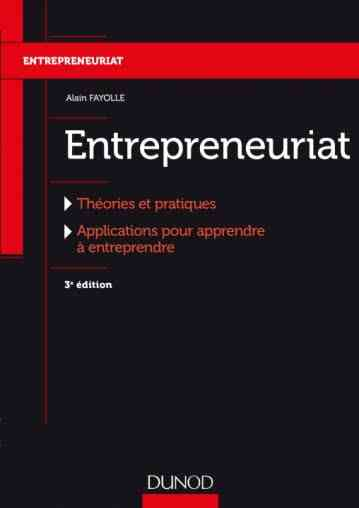 ENTREPRENEURIAT
Alain FAYOLLE
Entrepreneuriat
Théories et pratiques
Applications pour apprendre
à entreprendre
3e édition
DUNOD